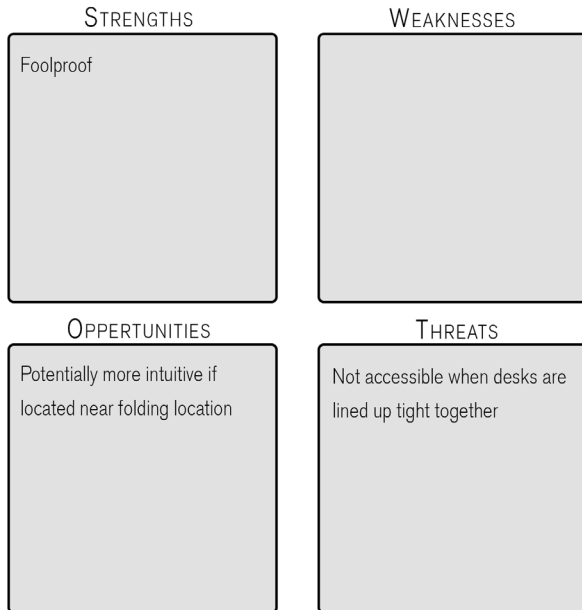 Strengths
Weaknesses
Foolproof
Oppertunities
Threats
Potentially more intuitive if
located near folding location
Not accessible when desks are
lined up tight together